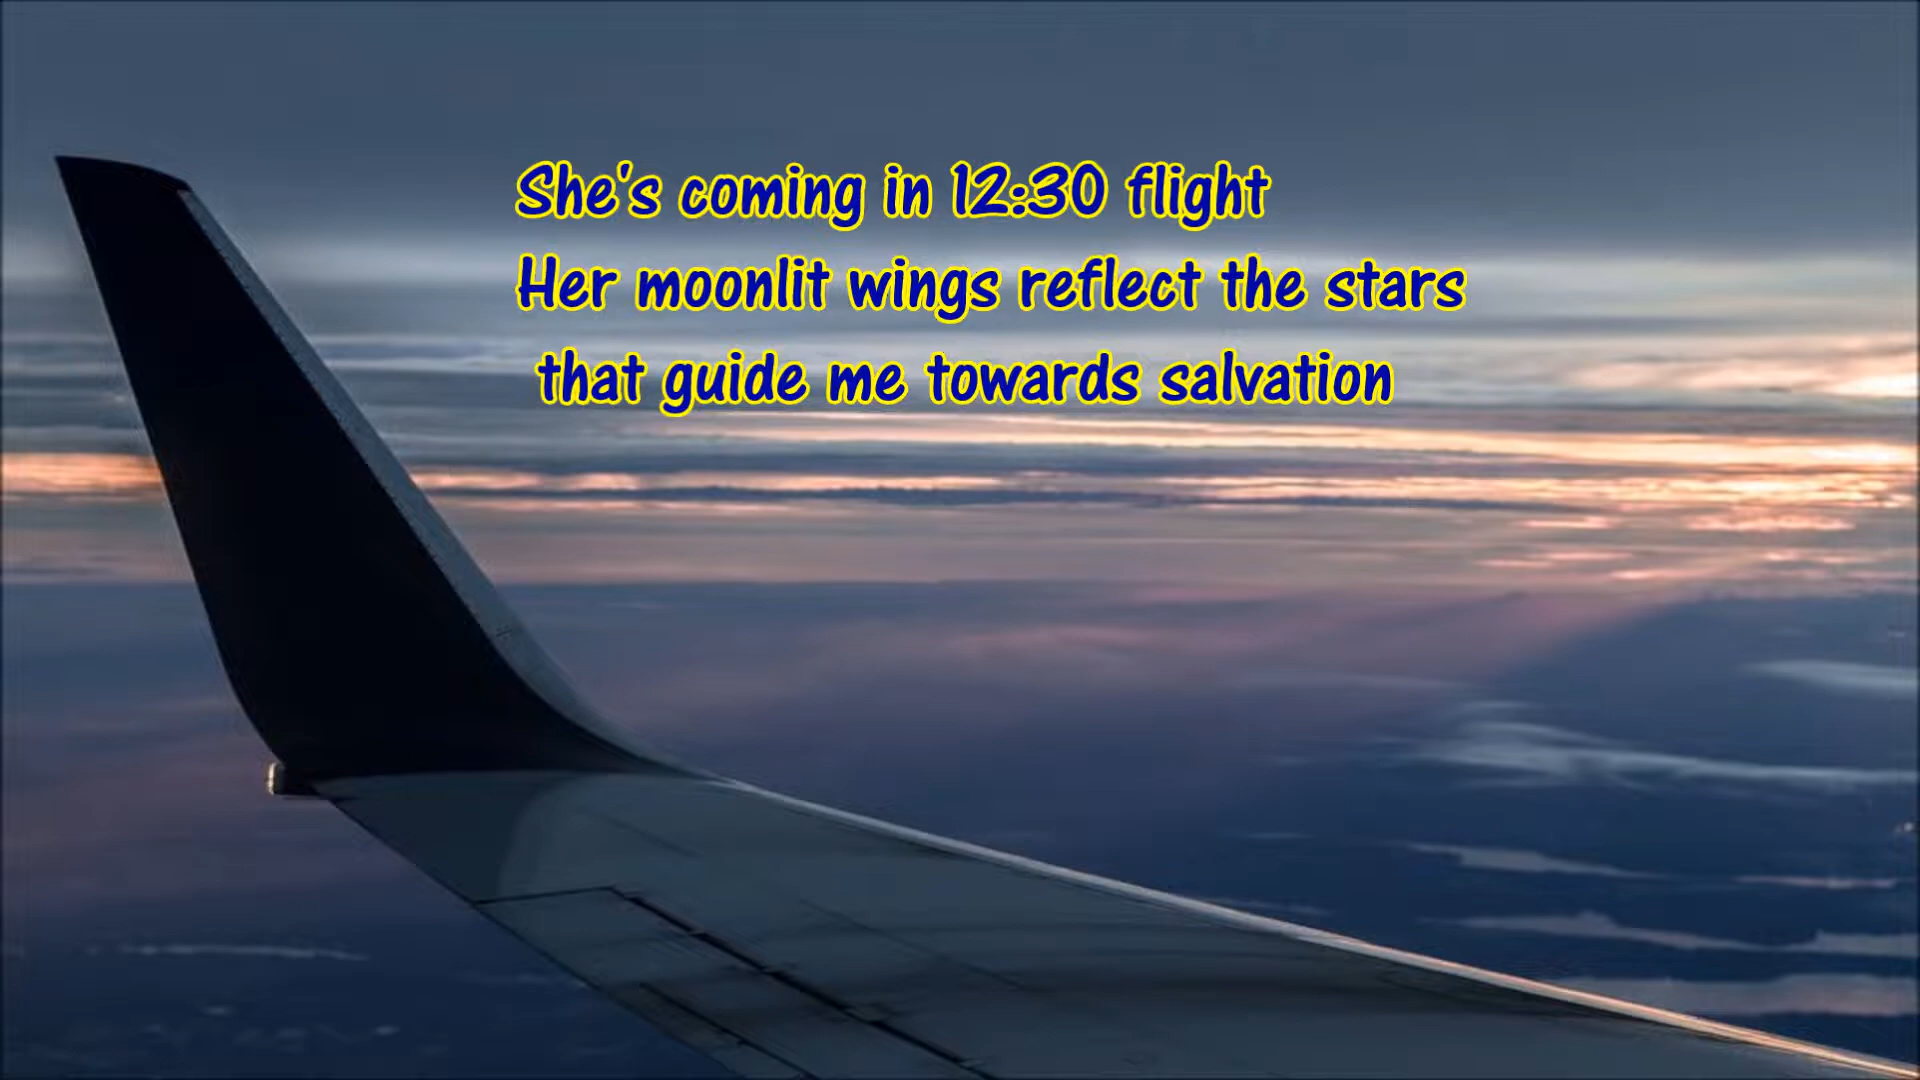 She's coming in 12:30 flight
Her moonlit wings reflect the stars
that guide me towards salvation